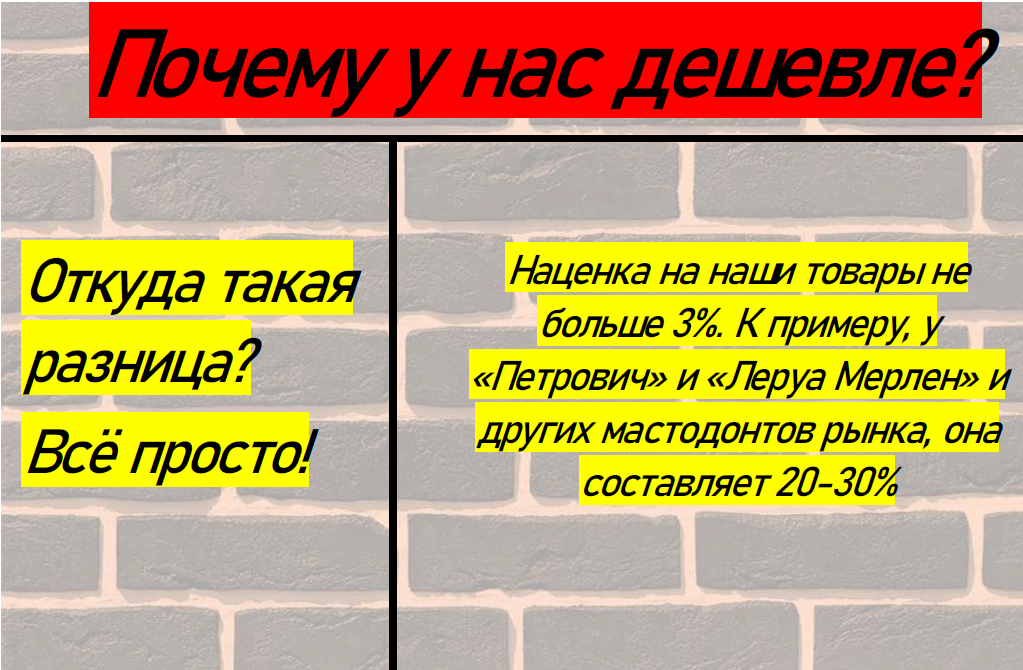 Почему у нас дешевле?
Откуда такая
разница?
Всё просто!
Наценка на наши товары не
больше 3%. К примеру, у
«Петрович» и «Леруа Мерлен» и
других мастодонтов рынка, она
составляет 20-30%